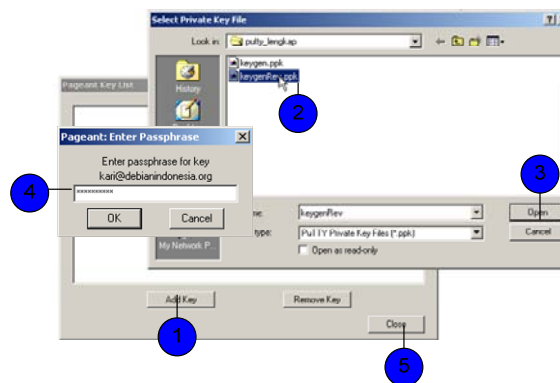 Select Private Key File
Look in:
putty_lengkap
keygen.ppk
keygenRev.ppk
History
2
Pageant Key List
Pageant: Enter Passphrase
Enter passphrase for key
kari@debianindonesia.org
4
**********
OK
Cancel
3
me:
keygenRev
Open
type:
PuTTY Private Key Files (*.ppk)
Cancel
My Network P...
Open as read-only
Add Key
Remove Key
1
Close
5